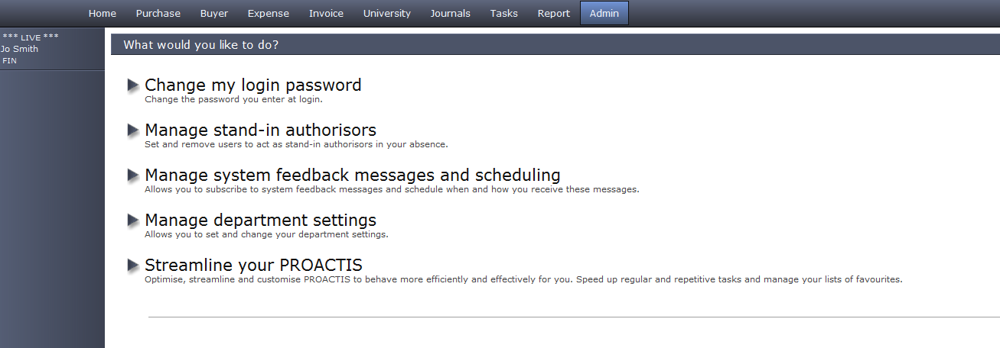 Home Purchase Buyer Expense Invoice University Journals Tasks Report Admin
*** LIVE ***
Jo Smith
FIN
What would you like to do?
Change my login password
Change the password you enter at login.
Manage stand-in authorisors
Set and remove users to act as stand-in authorisors in your absence.
Manage system feedback messages and scheduling
Allows you to subscribe to system feedback messages and schedule when and how you receive these messages.
Manage department settings
Allows you to set and change your department settings.
Streamline your PROACTIS
Optimise, streamline and customise PROACTIS to behave more efficiently and effectively for you. Speed up regular and repetitive tasks and manage your lists of favourites.